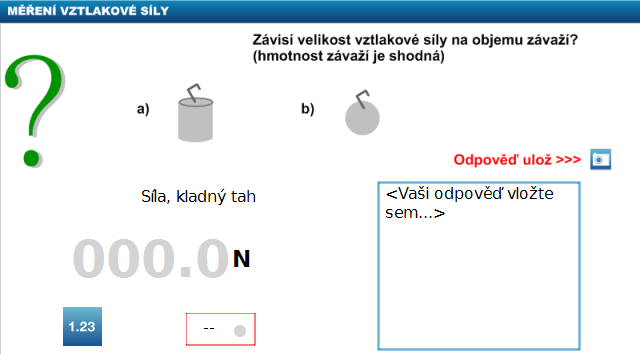 MĚŘENÍ VZTLAKOVÉ SÍLY
Závisí velikost vztlakové síly na objemu závaží?
(hmotnost závaží je shodná)
?
a)
b)
Odpověď ulož >>>
Síla, kladný tah
<Vaši odpověď vložte
sem...>
000.0 N
1.23
--